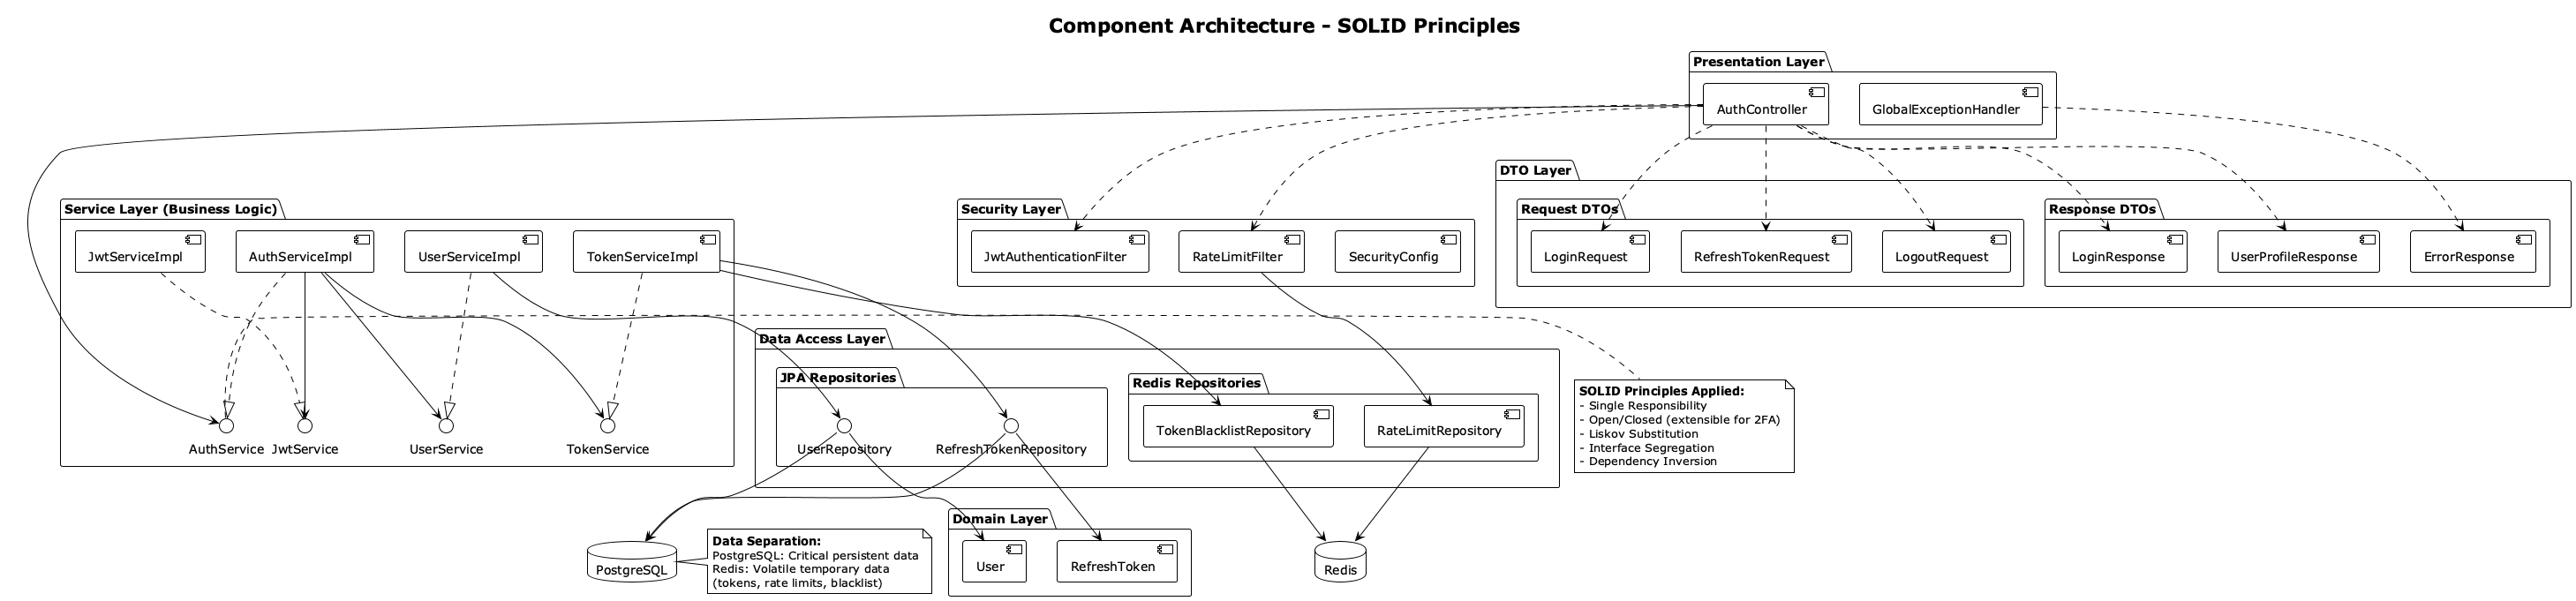 Component Architecture - SOLID Principles
Presentation Layer
AuthController
GlobalExceptionHandler
DTO Layer
Request DTOs
LoginRequest
RefreshTokenRequest
LogoutRequest
Response DTOs
LoginResponse
UserProfileResponse
ErrorResponse
Security Layer
JwtAuthenticationFilter
RateLimitFilter
SecurityConfig
Service Layer (Business Logic)
JwtServiceImpl
AuthServiceImpl
UserServiceImpl
TokenServiceImpl
AuthService
JwtService
UserService
TokenService
Data Access Layer
JPA Repositories
UserRepository
RefreshTokenRepository
Redis Repositories
TokenBlacklistRepository
RateLimitRepository
SOLID Principles Applied:
- Single Responsibility
- Open/Closed (extensible for 2FA)
- Liskov Substitution
- Interface Segregation
- Dependency Inversion
PostgreSQL
Data Separation:
PostgreSQL: Critical persistent data
Redis: Volatile temporary data
(tokens, rate limits, blacklist)
Domain Layer
User
RefreshToken
Redis